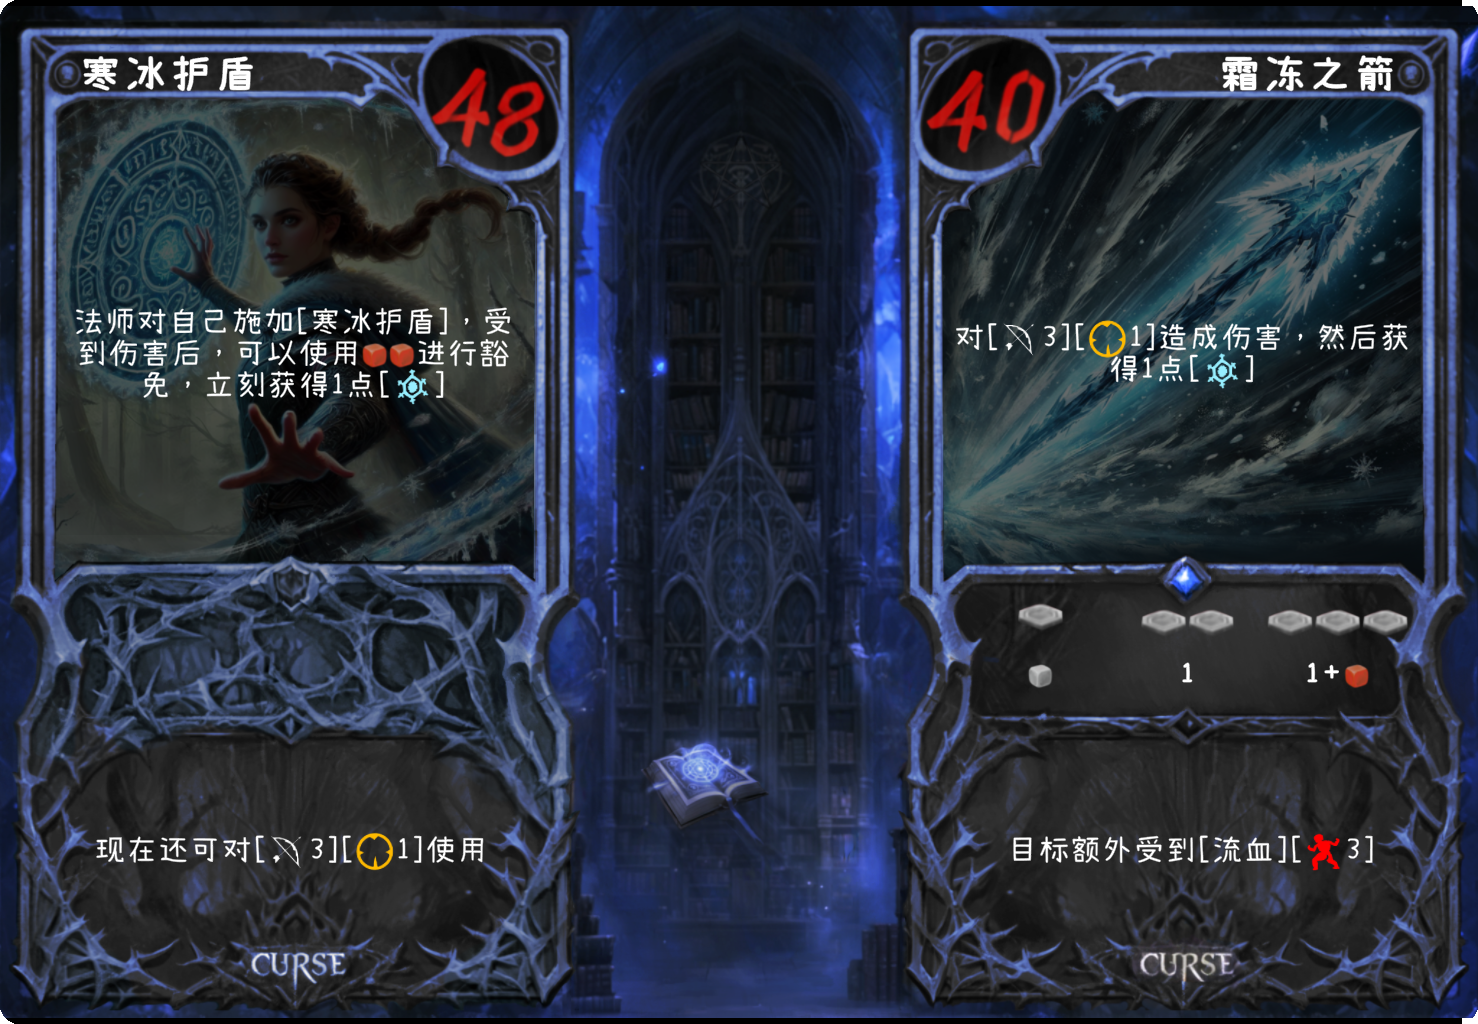 寒冰护盾
48
法师对自己施加[寒冰护盾]，受
到伤害后，可以使用进行豁
免，立刻获得1点[ ]
现在还可对[ 3][ 1]使用
CURSE
霜冻之箭
40
对[ 3][ 1]造成伤害，然后获
得1点[ ]
1 1+
目标额外受到[流血][ 3]
CURSE